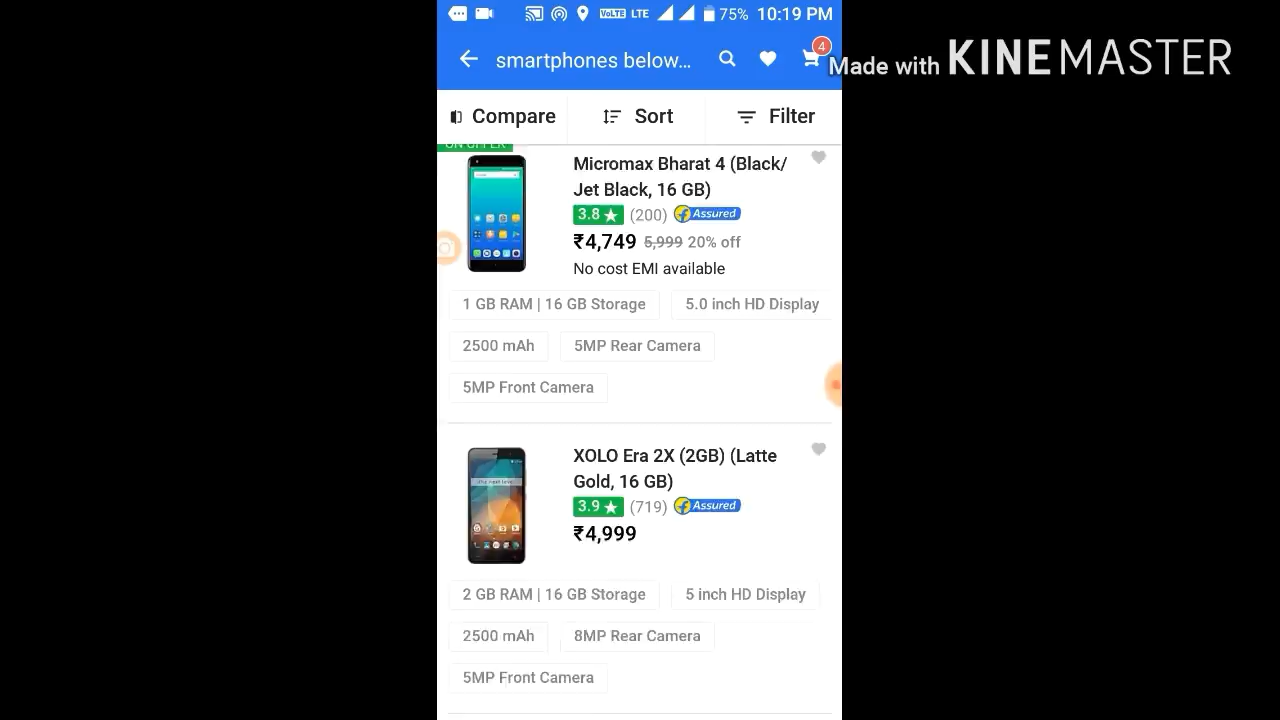 VoLTE LTE 75% 10:19 PM
smartphones below... 4
Made with KINEMASTER
Compare Sort Filter
ON OFFER
Micromax Bharat 4 (Black/
Jet Black, 16 GB)
3.8 ★ (200) Assured
₹4,749 5,999 20% off
No cost EMI available
1 GB RAM | 16 GB Storage 5.0 inch HD Display
2500 mAh 5MP Rear Camera
5MP Front Camera
XOLO Era 2X (2GB) (Latte
Gold, 16 GB)
3.9 ★ (719) Assured
₹4,999
2 GB RAM | 16 GB Storage 5 inch HD Display
2500 mAh 8MP Rear Camera
5MP Front Camera